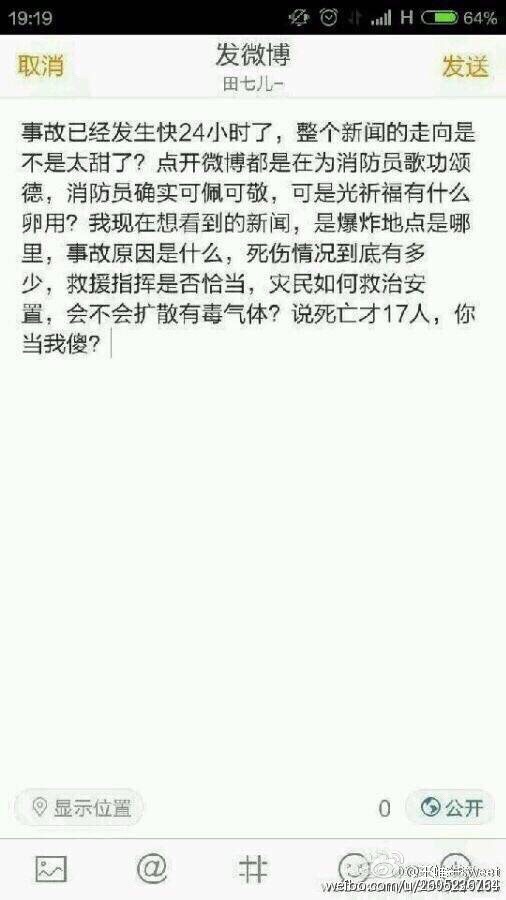 19:19 H 64%
取消 发微博 发送
田七儿-
事故已经发生快24小时了，整个新闻的走向是
不是太甜了？点开微博都是在为消防员歌功颂
德，消防员确实可佩可敬，可是光祈福有什么
卵用？我现在想看到的新闻，是爆炸地点是哪
里，事故原因是什么，死伤情况到底有多
少，救援指挥是否恰当，灾民如何救治安
置，会不会扩散有毒气体？说死亡才17人，你
当我傻？
显示位置 0 公开